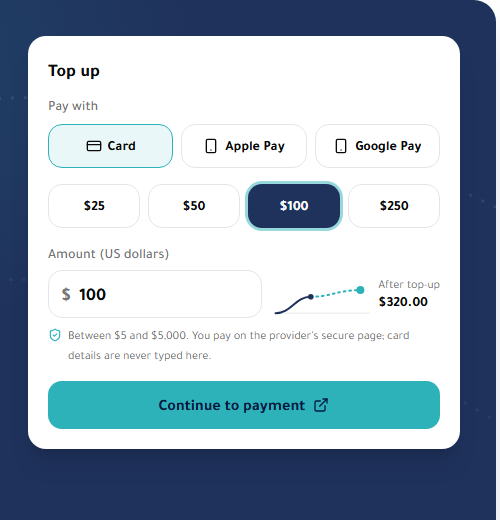 Top up
Pay with
Card
Apple Pay
Google Pay
$25
$50
$100
$250
Amount (US dollars)
$ 100
After top-up
$320.00
Between $5 and $5,000. You pay on the provider's secure page; card
details are never typed here.
Continue to payment